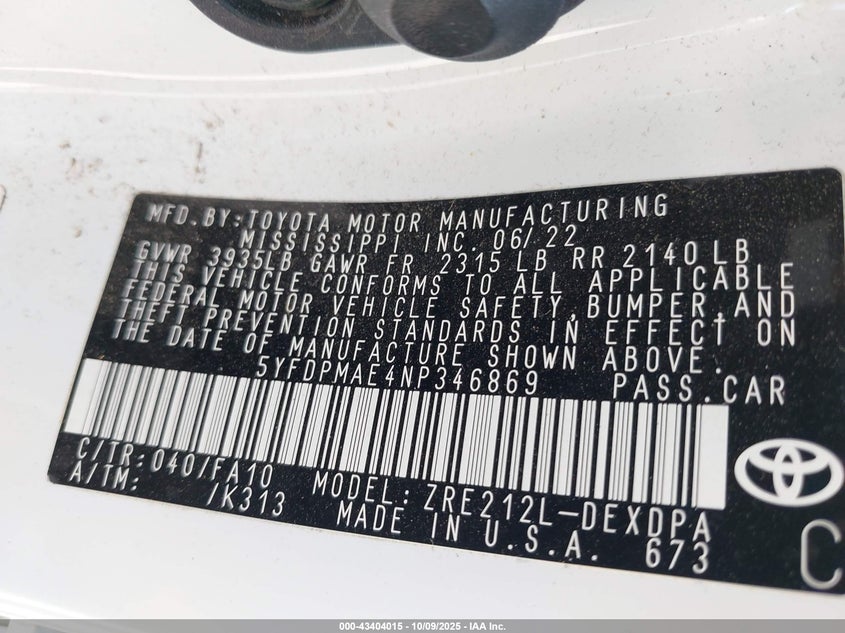 MFD.BY:TOYOTA MOTOR MANUFACTURING
MISSISSIPPI INC. 06/22
GVWR 3935LB GAWR FR 2315 LB RR 2140 LB
THIS VEHICLE CONFORMS TO ALL APPLICABLE
FEDERAL MOTOR VEHICLE SAFETY,BUMPER,AND
THEFT PREVENTION STANDARDS IN EFFECT ON
THE DATE OF MANUFACTURE SHOWN ABOVE.
5YFDPMAE4NP346869 PASS.CAR
C/TR:040/FA10 MODEL:ZRE212L-DEXDPA
A/TM: /K313 MADE IN U.S.A. 673
C
000-43404015 - 10/09/2025 - IAA Inc.